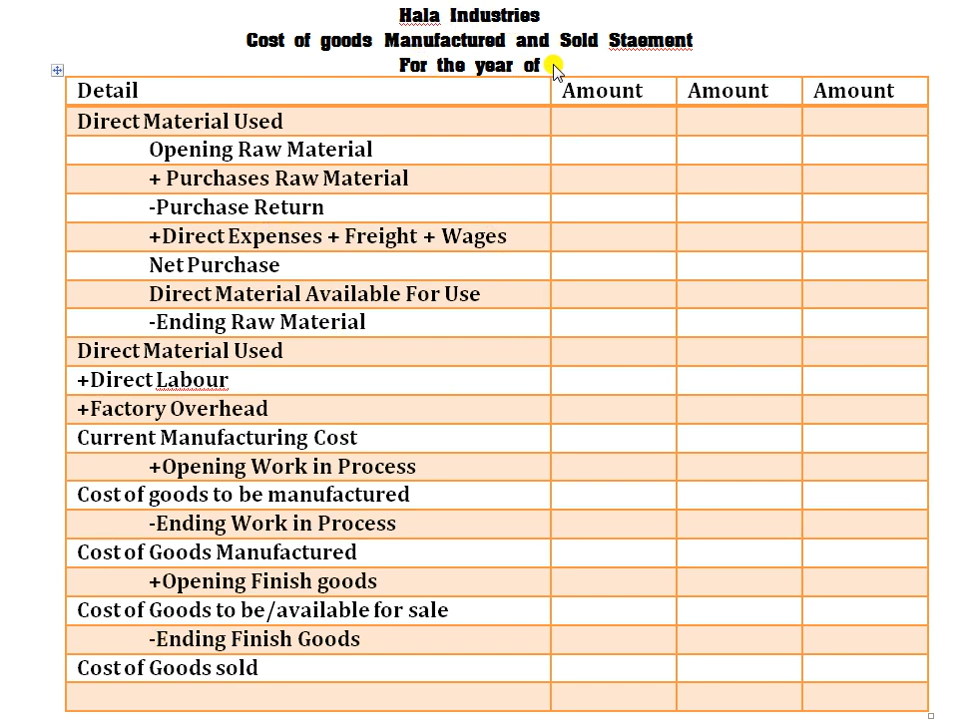 Hala Industries
Cost of goods Manufactured and Sold Staement
For the year of
Detail Amount Amount Amount
Direct Material Used
Opening Raw Material
+ Purchases Raw Material
-Purchase Return
+Direct Expenses + Freight + Wages
Net Purchase
Direct Material Available For Use
-Ending Raw Material
Direct Material Used
+Direct Labour
+Factory Overhead
Current Manufacturing Cost
+Opening Work in Process
Cost of goods to be manufactured
-Ending Work in Process
Cost of Goods Manufactured
+Opening Finish goods
Cost of Goods to be/available for sale
-Ending Finish Goods
Cost of Goods sold